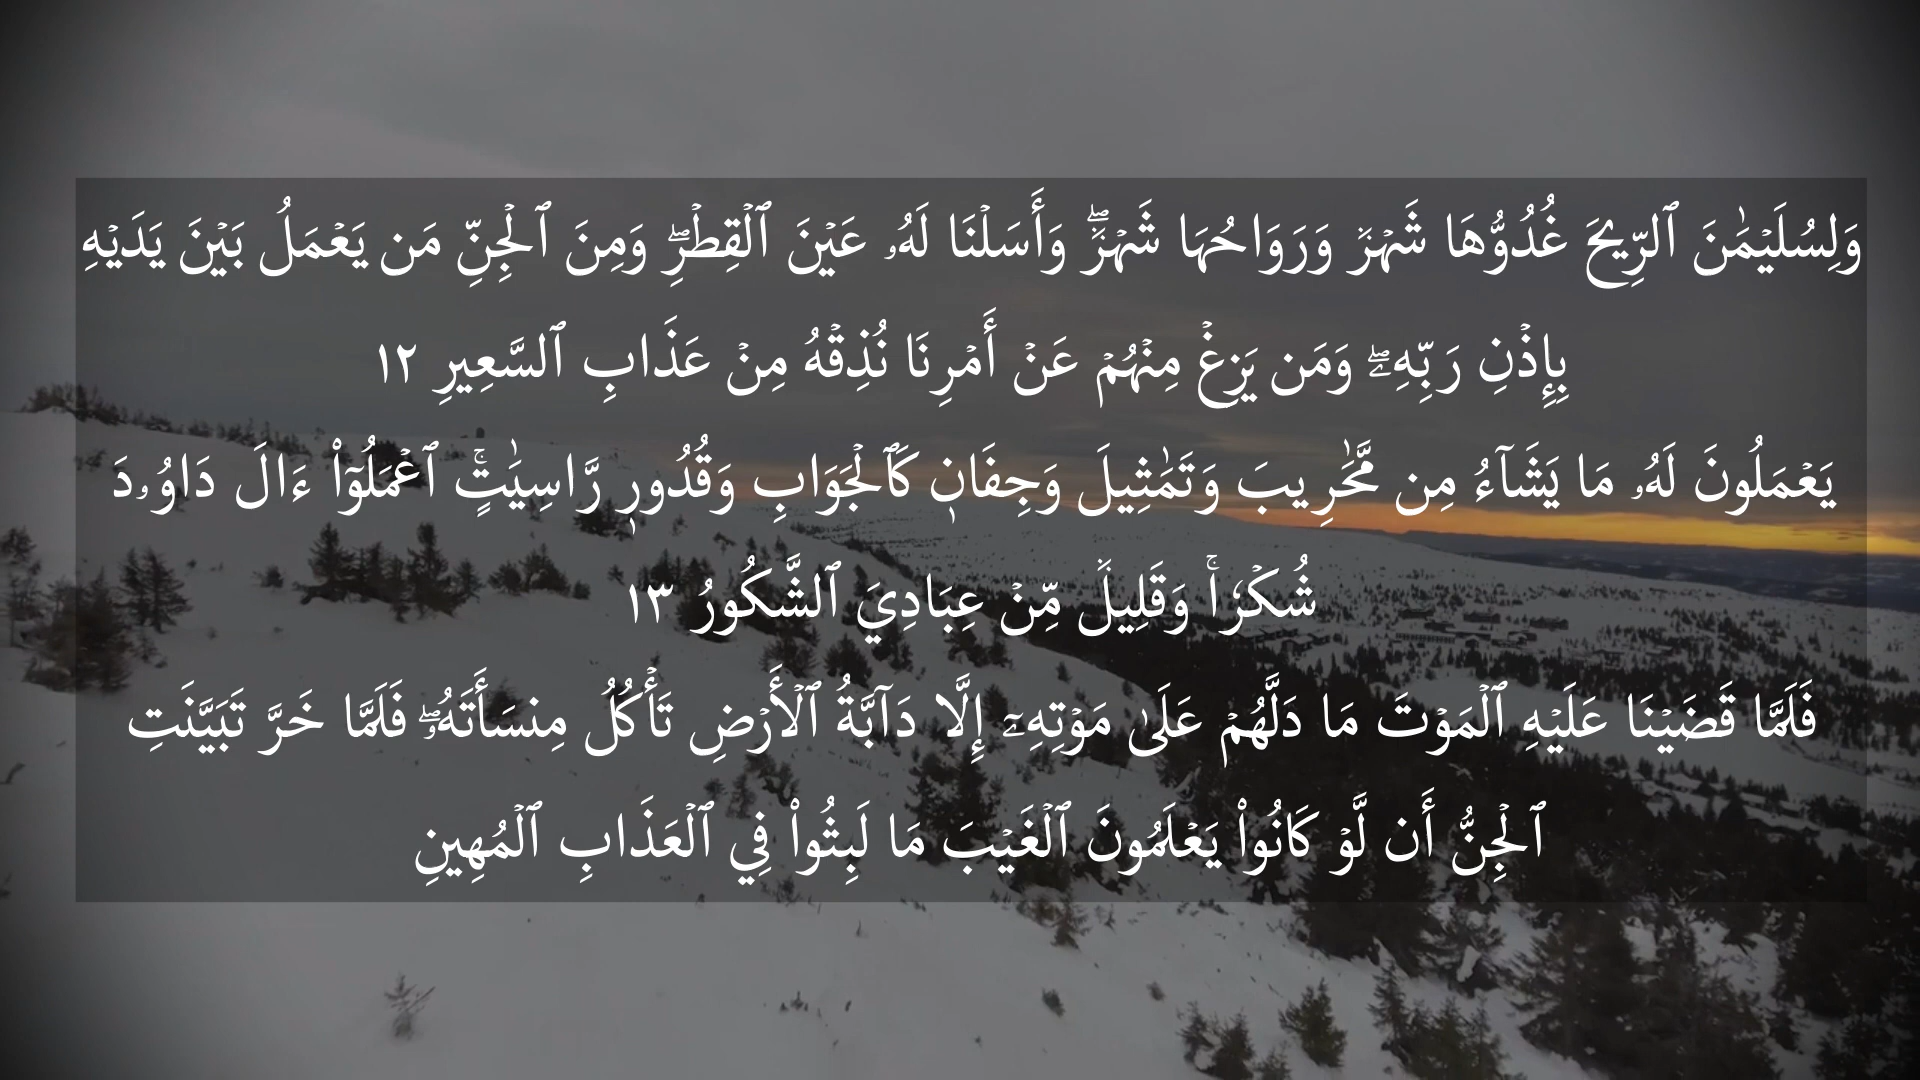 وَلِسُلَيۡمَٰنَ ٱلرِّيحَ غُدُوُّهَا شَهۡرٞ وَرَوَاحُهَا شَهۡرٞۖ وَأَسَلۡنَا لَهُۥ عَيۡنَ ٱلۡقِطۡرِۖ وَمِنَ ٱلۡجِنِّ مَن يَعۡمَلُ بَيۡنَ يَدَيۡهِ
بِإِذۡنِ رَبِّهِۦۖ وَمَن يَزِغۡ مِنۡهُمۡ عَنۡ أَمۡرِنَا نُذِقۡهُ مِنۡ عَذَابِ ٱلسَّعِيرِ ١٢
يَعۡمَلُونَ لَهُۥ مَا يَشَآءُ مِن مَّحَٰرِيبَ وَتَمَٰثِيلَ وَجِفَانٖ كَٱلۡجَوَابِ وَقُدُورٖ رَّاسِيَٰتٍۚ ٱعۡمَلُوٓاْ ءَالَ دَاوُۥدَ
شُكۡرٗاۚ وَقَلِيلٞ مِّنۡ عِبَادِيَ ٱلشَّكُورُ ١٣
فَلَمَّا قَضَيۡنَا عَلَيۡهِ ٱلۡمَوۡتَ مَا دَلَّهُمۡ عَلَىٰ مَوۡتِهِۦٓ إِلَّا دَآبَّةُ ٱلۡأَرۡضِ تَأۡكُلُ مِنسَأَتَهُۥۖ فَلَمَّا خَرَّ تَبَيَّنَتِ
ٱلۡجِنُّ أَن لَّوۡ كَانُواْ يَعۡلَمُونَ ٱلۡغَيۡبَ مَا لَبِثُواْ فِي ٱلۡعَذَابِ ٱلۡمُهِينِ